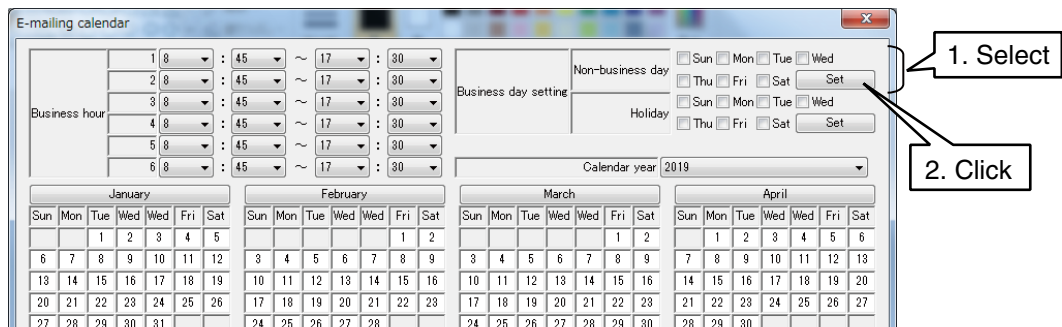 E-mailing calendar
x
Business hour
1 8 : 45 ~ 17 : 30
2 8 : 45 ~ 17 : 30
3 8 : 45 ~ 17 : 30
4 8 : 45 ~ 17 : 30
5 8 : 45 ~ 17 : 30
6 8 : 45 ~ 17 : 30
Business day setting
Non-business day
Sun Mon Tue Wed
Thu Fri Sat Set
Holiday
Sun Mon Tue Wed
Thu Fri Sat Set
1. Select
2. Click
Calendar year 2019
January February March April
Sun Mon Tue Wed Wed Fri Sat Sun Mon Tue Wed Wed Fri Sat Sun Mon Tue Wed Wed Fri Sat Sun Mon Tue Wed Wed Fri Sat
1 2 3 4 5 1 2 1 2 1 2 3 4 5 6
6 7 8 9 10 11 12 3 4 5 6 7 8 9 3 4 5 6 7 8 9 7 8 9 10 11 12 13
13 14 15 16 17 18 19 10 11 12 13 14 15 16 10 11 12 13 14 15 16 14 15 16 17 18 19 20
20 21 22 23 24 25 26 17 18 19 20 21 22 23 17 18 19 20 21 22 23 21 22 23 24 25 26 27
27 28 29 30 31 24 25 26 27 28 24 25 26 27 28 29 30 28 29 30